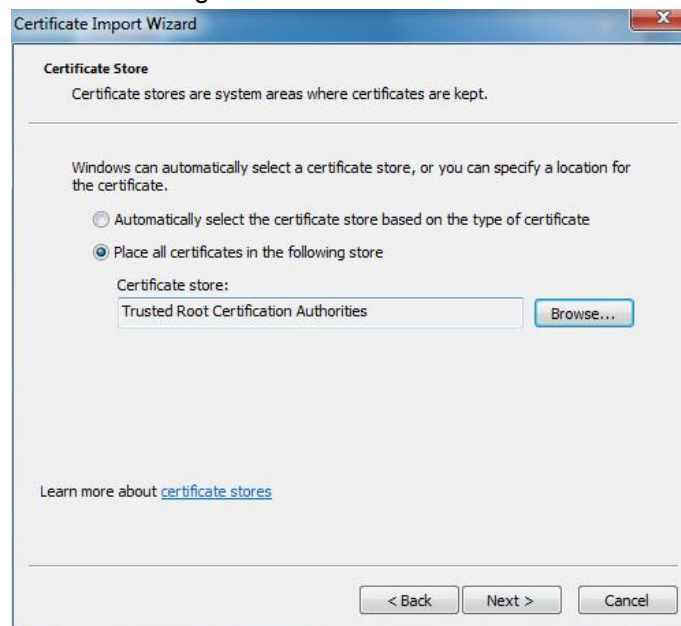 Certificate Import Wizard
Certificate Store
Certificate stores are system areas where certificates are kept.
Windows can automatically select a certificate store, or you can specify a location for
the certificate.
Automatically select the certificate store based on the type of certificate
Place all certificates in the following store
Certificate store:
Trusted Root Certification Authorities
Browse...
Learn more about certificate stores
< Back Next > Cancel